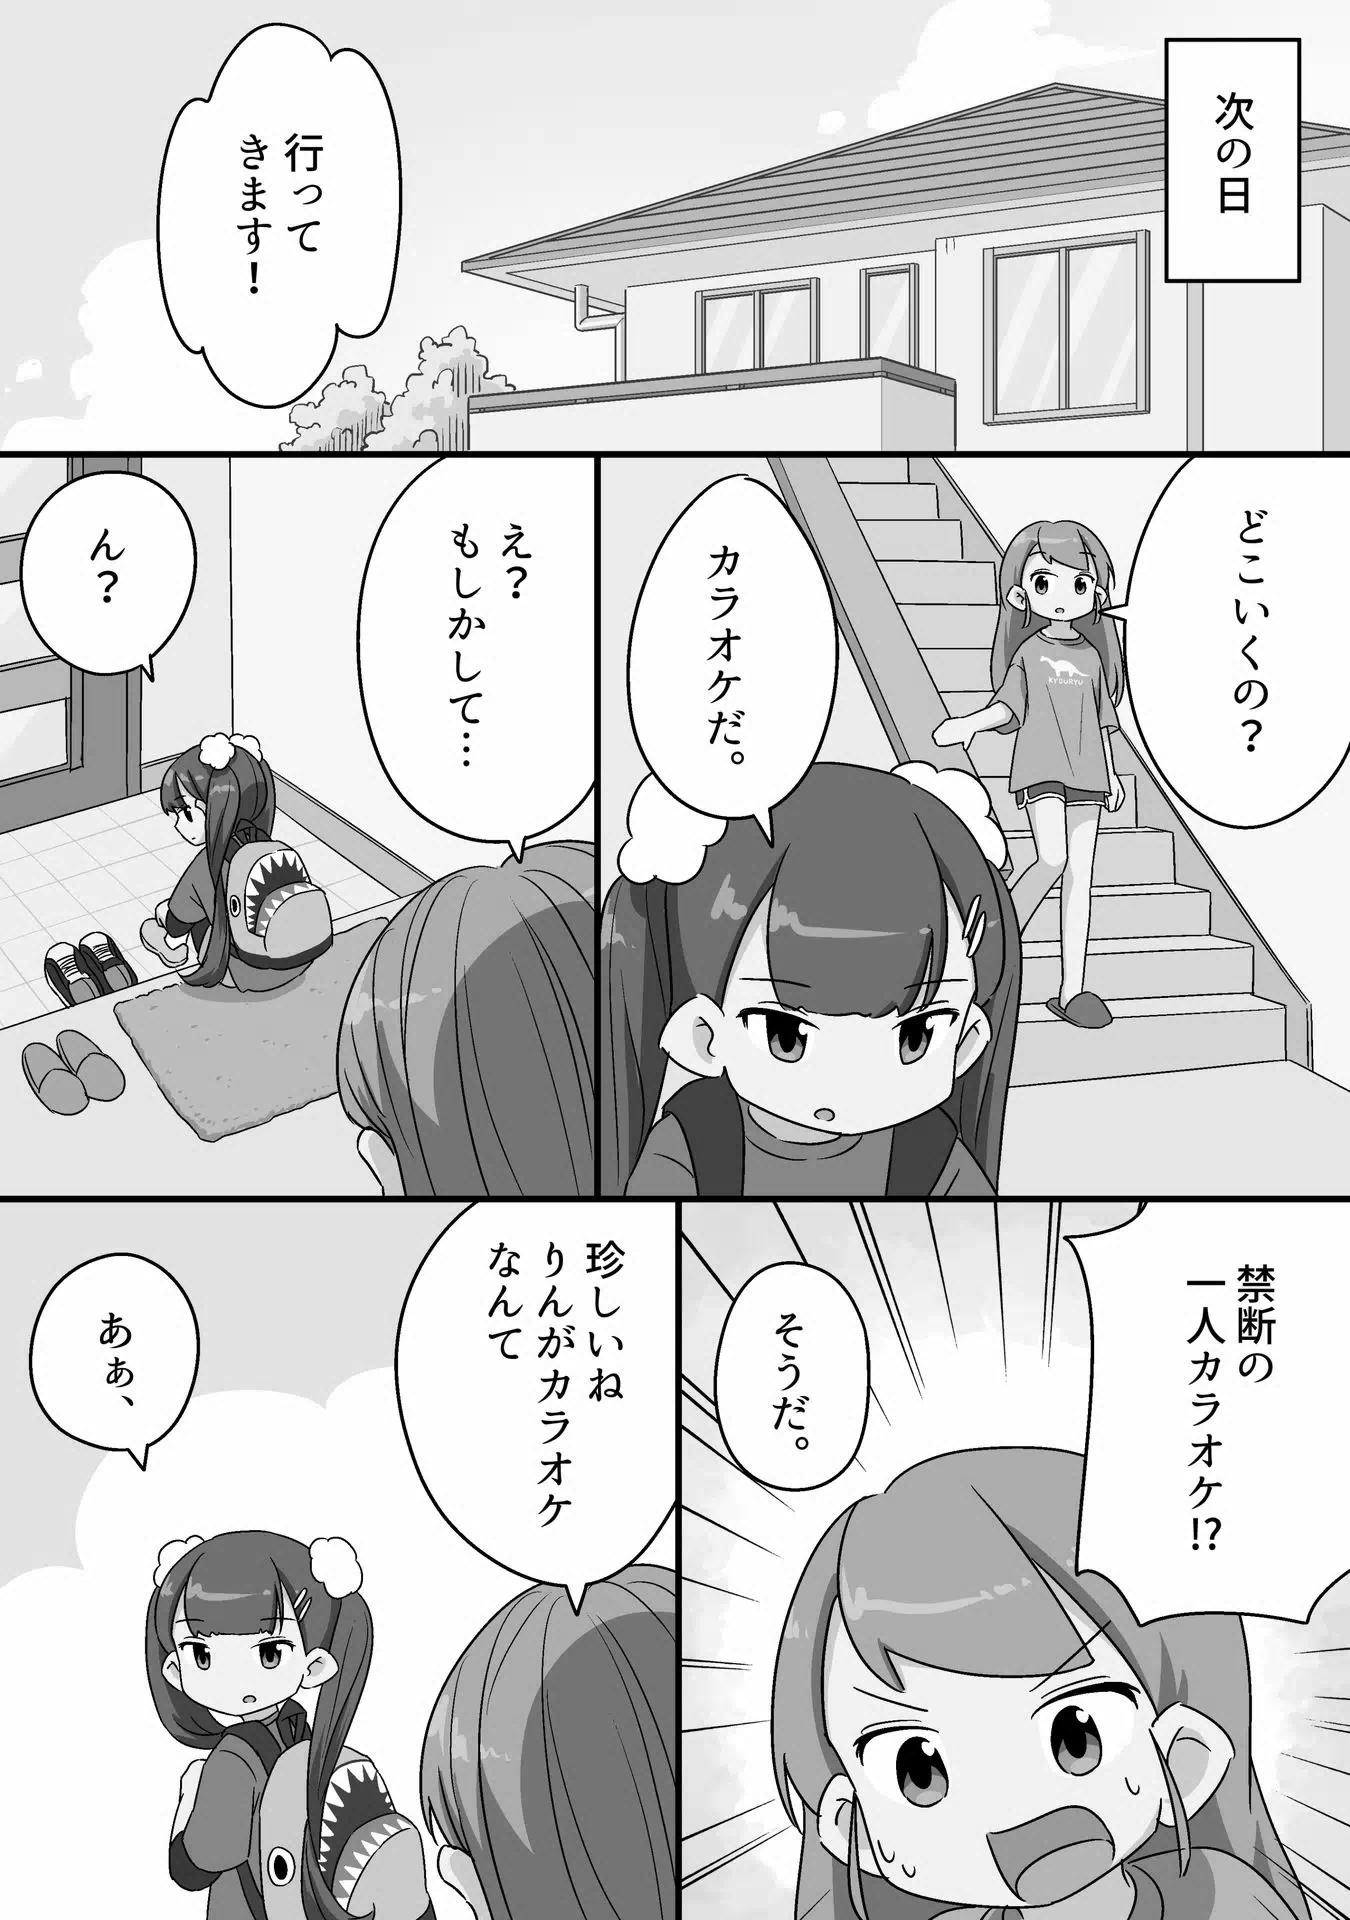 次の日
行って
きます!
どこいくの?
KYOURYU
カラオケだ。
え?
もしかして…
ん?
禁断の
一人カラオケ!?
そうだ。
珍しいね
りんがカラオケ
なんて
あぁ、